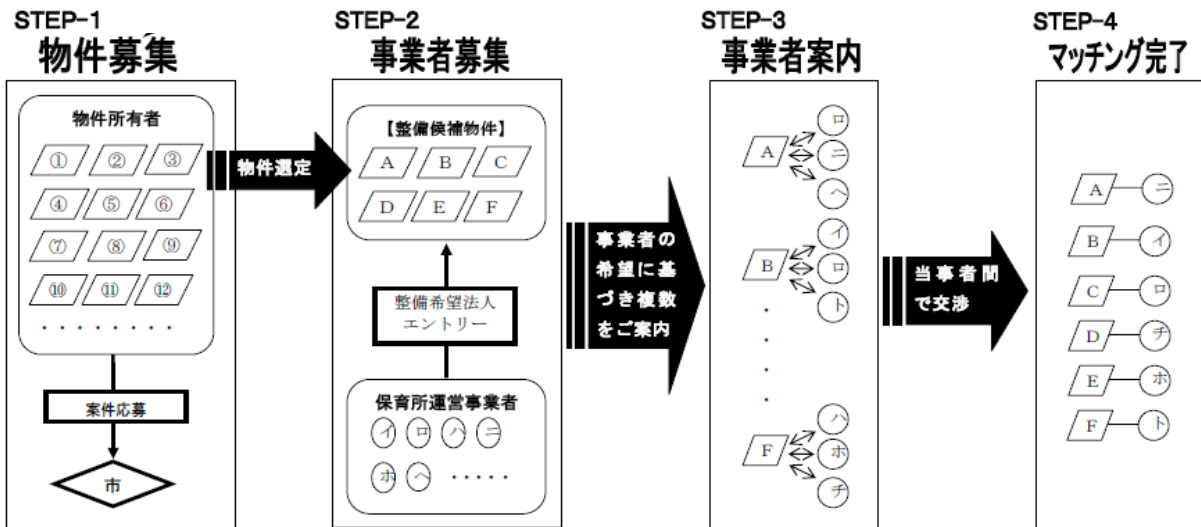 STEP-1
物件募集
物件所有者
① ② ③
④ ⑤ ⑥
⑦ ⑧ ⑨
⑩ ⑪ ⑫
・・・・・・・・
案件応募
市
物件選定
STEP-2
事業者募集
【整備候補物件】
A B C
D E F
整備希望法人
エントリー
保育所運営事業者
イ ロ ハ ニ
ホ ヘ ・・・・・
事業者の
希望に基
づき複数
をご案内
STEP-3
事業者案内
A
ロ
ニ
ヘ
B
イ
ロ
ト
・
・
・
・
F
ハ
ホ
チ
当事者間
で交渉
STEP-4
マッチング完了
A ニ
B イ
C ロ
D チ
E ホ
F ト